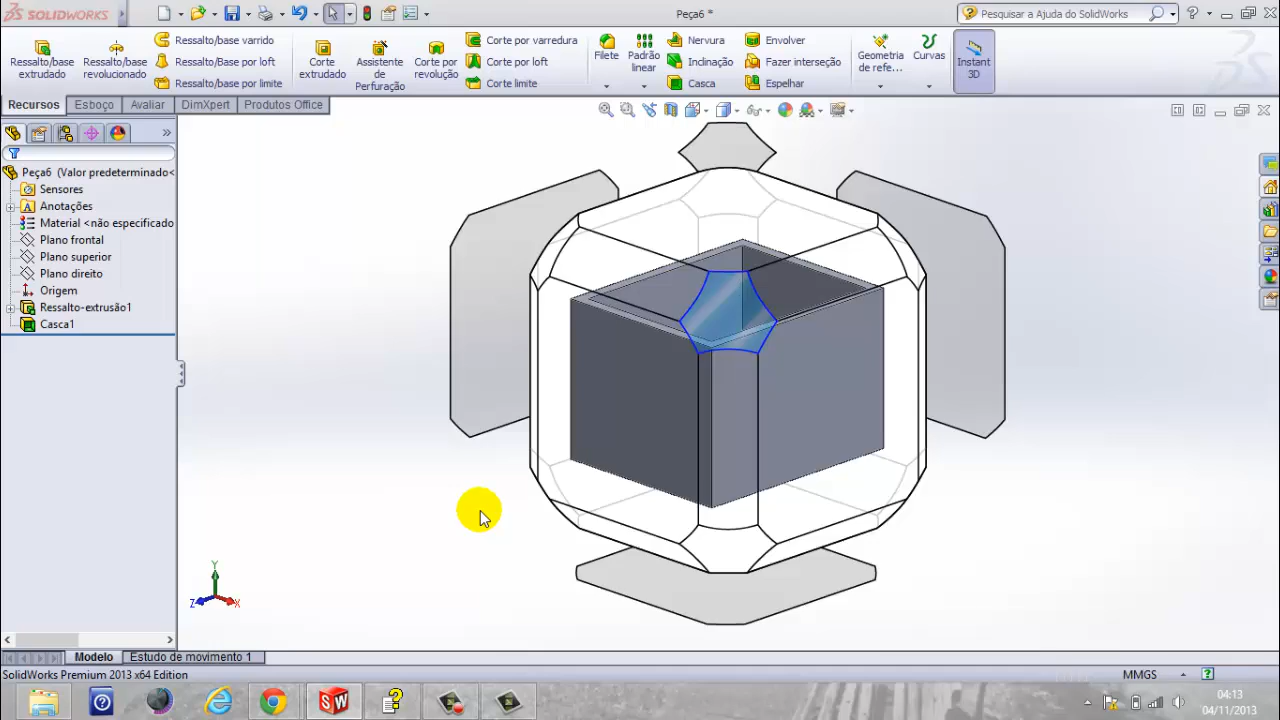 SOLIDWORKS
Peça6 *
Pesquisar a Ajuda do SolidWorks
Ressalto/base extrudado
Ressalto/base revolucionado
Ressalto/base varrido
Ressalto/Base por loft
Ressalto/base por limite
Corte extrudado
Assistente de Perfuração
Corte por revolução
Corte por varredura
Corte por loft
Corte limite
Filete
Padrão linear
Nervura
Inclinação
Casca
Envolver
Fazer interseção
Espelhar
Geometria de refe...
Curvas
Instant 3D
Recursos
Esboço
Avaliar
DimXpert
Produtos Office
Peça6 (Valor predeterminado<
Sensores
Anotações
Material <não especificado
Plano frontal
Plano superior
Plano direito
Origem
Ressalto-extrusão1
Casca1
Y
Z
X
Modelo
Estudo de movimento 1
SolidWorks Premium 2013 x64 Edition
MMGS
04:13
04/11/2013